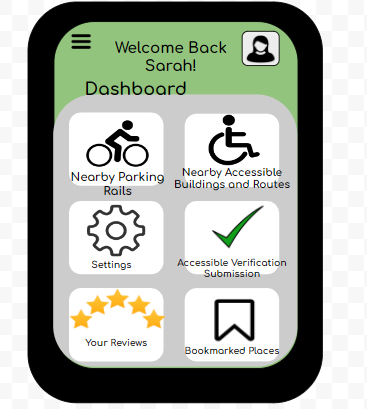 Welcome Back
Sarah!
Dashboard
Nearby Parking
Rails
Nearby Accessible
Buildings and Routes
Settings
Accessible Verification
Submission
Your Reviews
Bookmarked Places